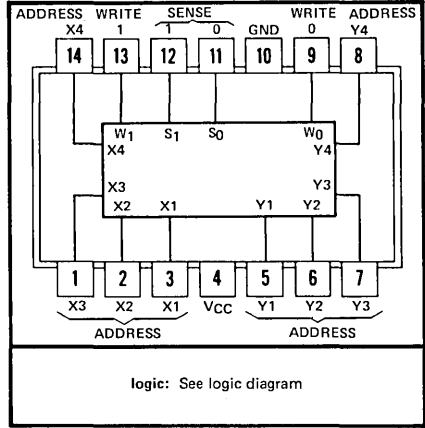 ADDRESS WRITE SENSE WRITE ADDRESS
X4 1 1 0 GND 0 Y4
14 13 12 11 10 9 8
W1 S1 S0 W0
X4 Y4
X3 Y3
X2 X1 Y1 Y2
1 2 3 4 5 6 7
X3 X2 X1 VCC Y1 Y2 Y3
ADDRESS ADDRESS
logic: See logic diagram